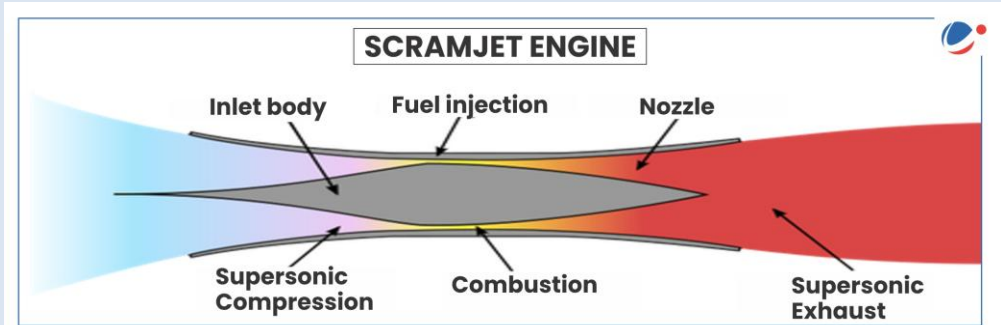 SCRAMJET ENGINE
Inlet body
Fuel injection
Nozzle
Supersonic
Compression
Combustion
Supersonic
Exhaust